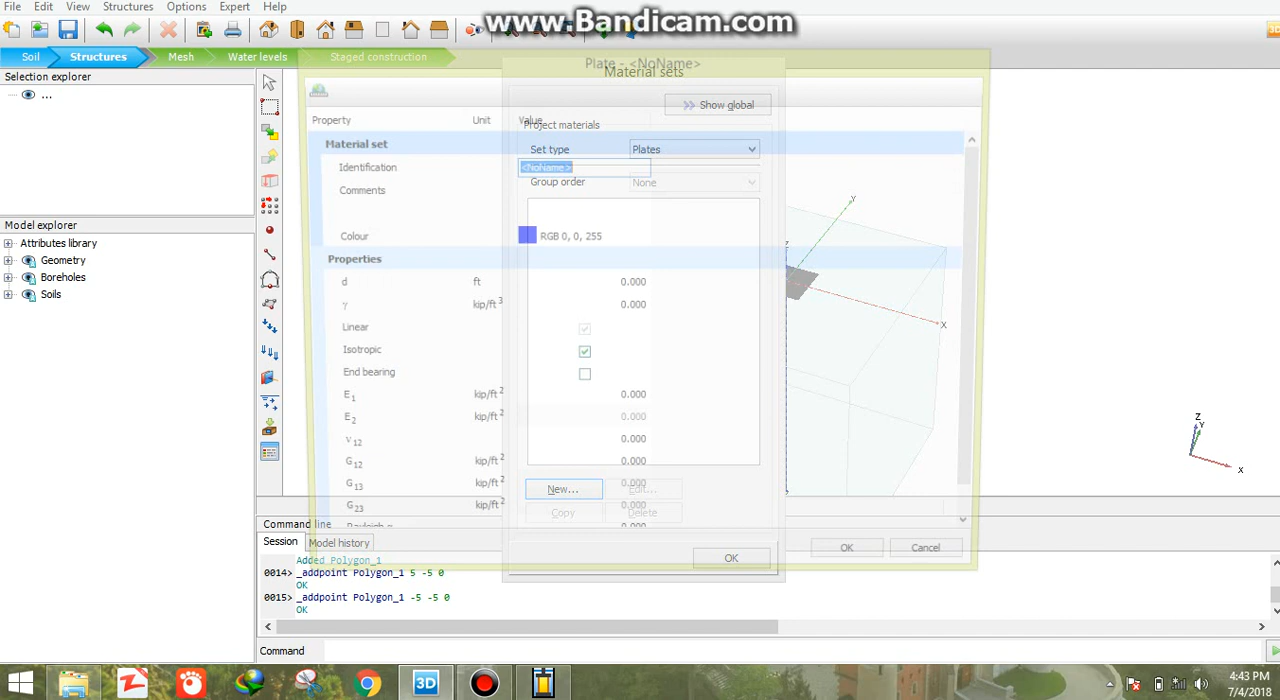 File Edit View Structures Options Expert Help
www.Bandicam.com
Soil Structures Mesh Water levels Staged construction
Selection explorer
...
Model explorer
Attributes library
Geometry
Boreholes
Soils
Plate - <NoName>
Material sets
Show global
Property Unit Value
Project materials
Material set
Set type Plates
Identification <NoName>
Group order None
Comments
Colour RGB 0, 0, 255
Properties
d ft 0.000
γ kip/ft³ 0.000
Linear
Isotropic
End bearing
E1 kip/ft² 0.000
E2 kip/ft² 0.000
ν12 0.000
G12 kip/ft² 0.000
G13 kip/ft² 0.000
G23 kip/ft² 0.000
Rayleigh α 0.000
New... Edit...
Copy Delete
OK
OK Cancel
Y
X
Z
Z
Y
X
Command line
Session Model history
Added Polygon_1
0014> _addpoint Polygon_1 5 -5 0
OK
0015> _addpoint Polygon_1 -5 -5 0
OK
Command
3D
4:43 PM
7/4/2018